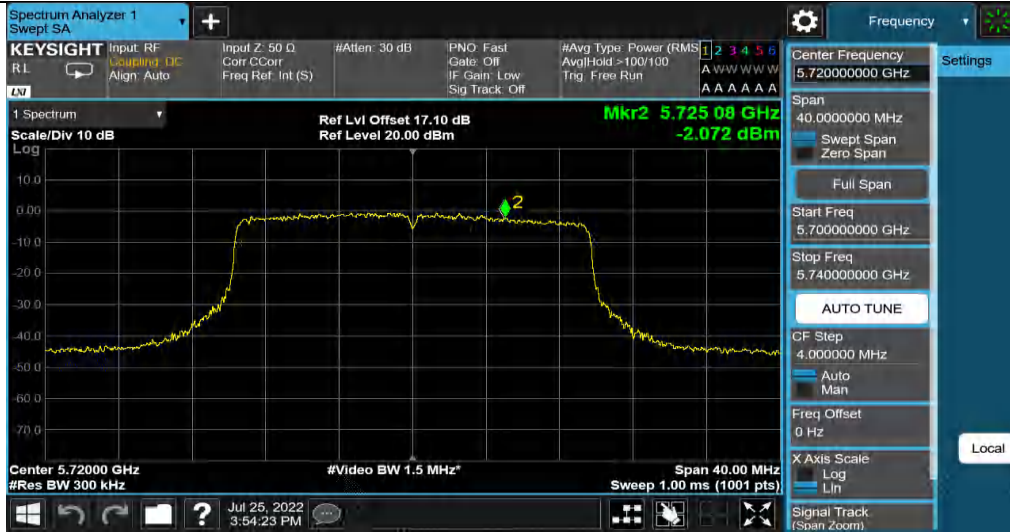 Spectrum Analyzer 1
Swept SA
Frequency
KEYSIGHT
RL
LXI
Input: RF
Coupling: DC
Align: Auto
Input Z: 50 Ω
Corr CCorr
Freq Ref: Int (S)
#Atten: 30 dB
PNO: Fast
Gate: Off
IF Gain: Low
Sig Track: Off
#Avg Type: Power (RMS
Avg|Hold >100/100
Trig: Free Run
1 2 3 4 5 6
A W W W W W
A A A A A A
1 Spectrum
Scale/Div 10 dB
Log
Ref Lvl Offset 17.10 dB
Ref Level 20.00 dBm
Mkr2 5.725 08 GHz
-2.072 dBm
10.0
0.00
-10.0
-20.0
-30.0
-40.0
-50.0
-60.0
-70.0
2
Center 5.72000 GHz
#Res BW 300 kHz
#Video BW 1.5 MHz*
Span 40.00 MHz
Sweep 1.00 ms (1001 pts)
Center Frequency
5.720000000 GHz
Span
40.0000000 MHz
Swept Span
Zero Span
Full Span
Start Freq
5.700000000 GHz
Stop Freq
5.740000000 GHz
AUTO TUNE
CF Step
4.000000 MHz
Auto
Man
Freq Offset
0 Hz
X Axis Scale
Log
Lin
Signal Track
(Span Zoom)
Settings
Local
?
Jul 25, 2022
3:54:23 PM